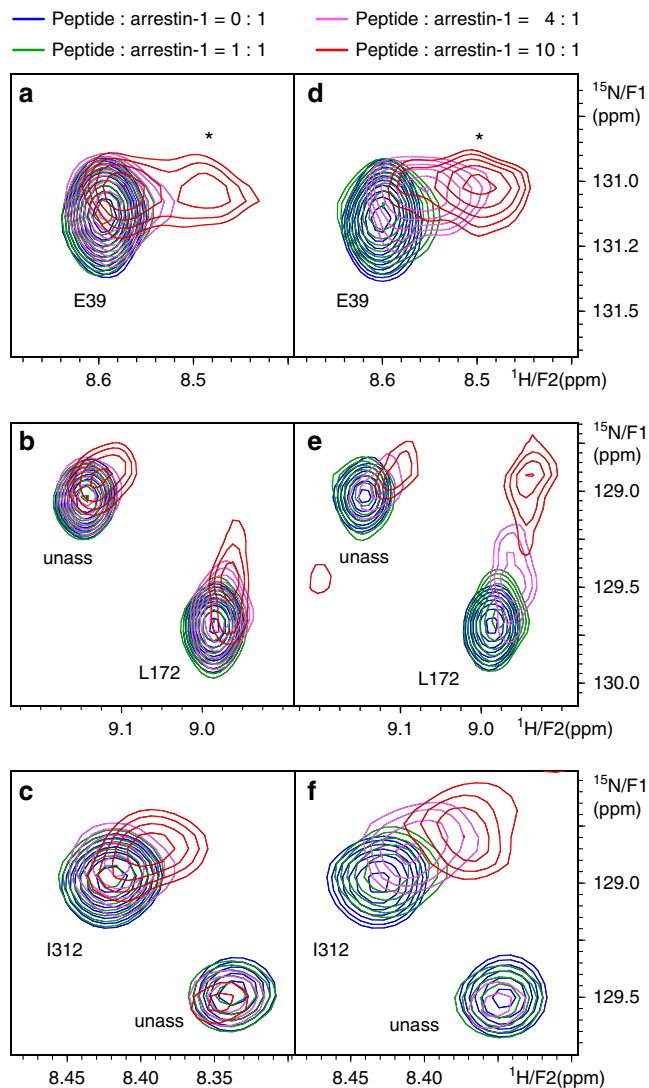 Peptide : arrestin-1 = 0 : 1
Peptide : arrestin-1 = 4 : 1
Peptide : arrestin-1 = 1 : 1
Peptide : arrestin-1 = 10 : 1
a
*
E39
d
*
E39
¹⁵N/F1
(ppm)
131.0
131.2
131.5
8.6
8.5
8.6
8.5
¹H/F2(ppm)
b
unass
L172
e
unass
L172
¹⁵N/F1
(ppm)
129.0
129.5
130.0
9.1
9.0
9.1
9.0
¹H/F2(ppm)
c
I312
unass
f
I312
unass
¹⁵N/F1
(ppm)
129.0
129.5
8.45
8.40
8.35
8.45
8.40
¹H/F2(ppm)